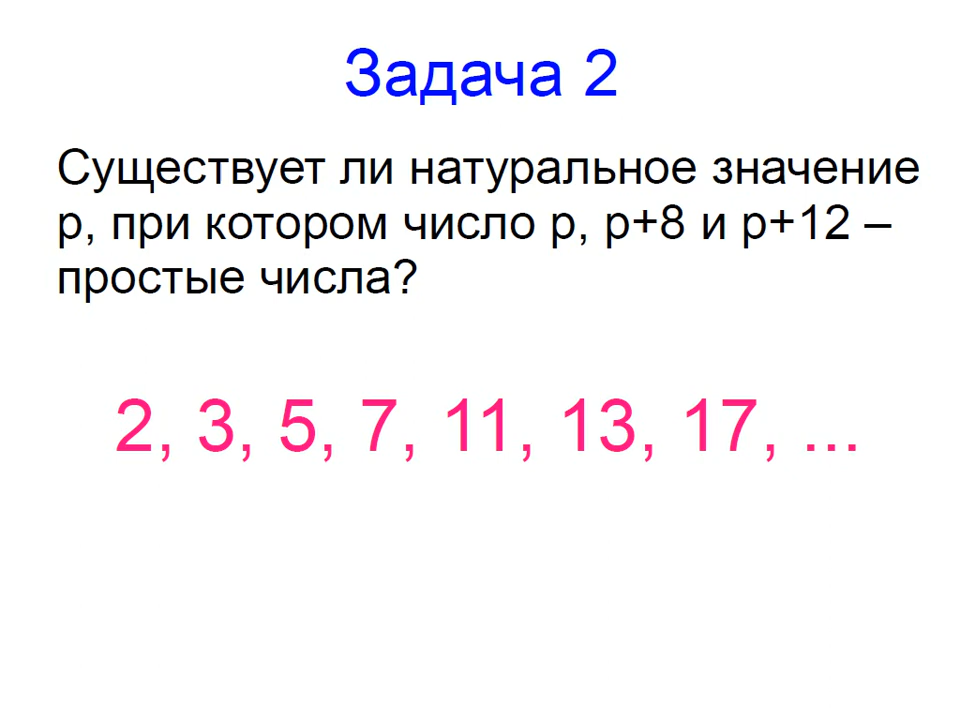 Задача 2
Существует ли натуральное значение
р, при котором число р, р+8 и р+12 –
простые числа?
2, 3, 5, 7, 11, 13, 17, ...